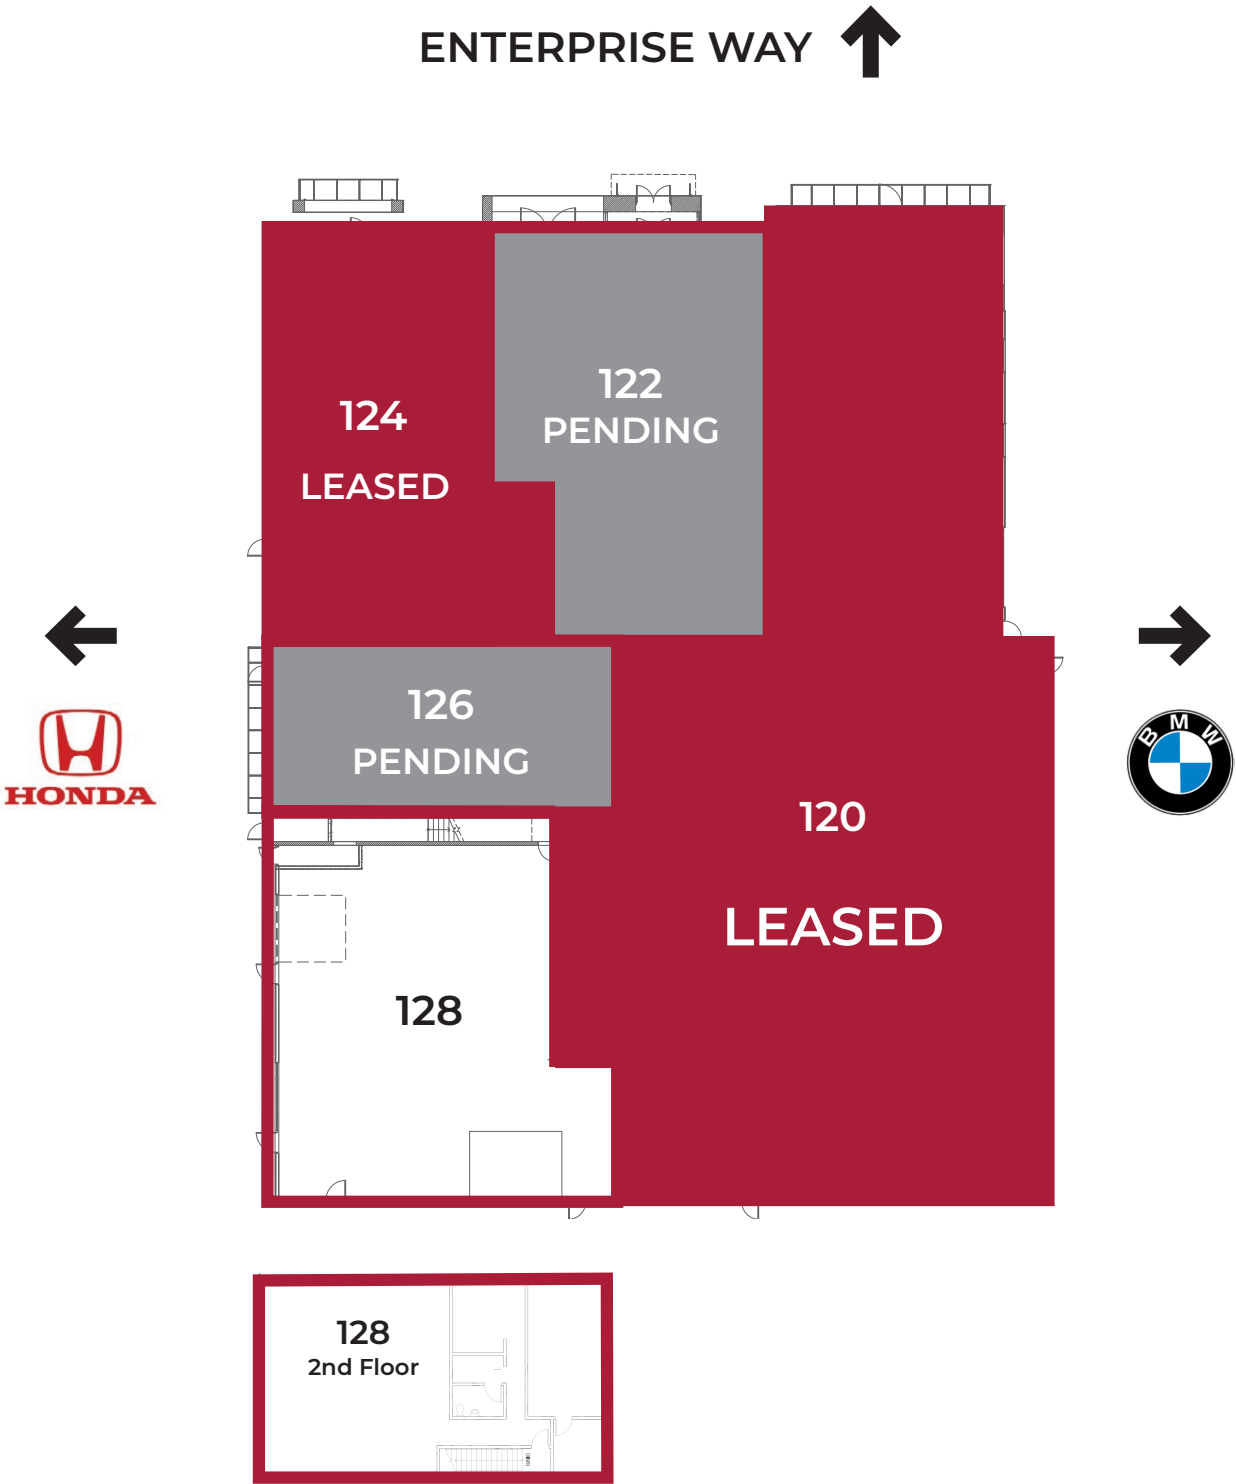 ENTERPRISE WAY
122
PENDING
124
LEASED
126
PENDING
HONDA
BMW
120
LEASED
128
128
2nd Floor